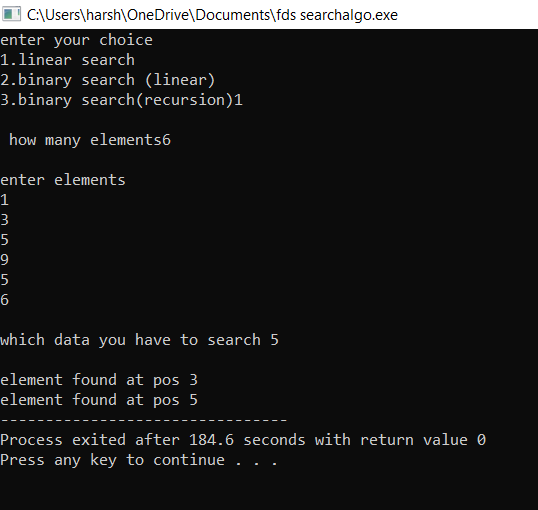 C:\Users\harsh\OneDrive\Documents\fds searchalgo.exe
enter your choice
1.linear search
2.binary search (linear)
3.binary search(recursion)1
how many elements6
enter elements
1
3
5
9
5
6
which data you have to search 5
element found at pos 3
element found at pos 5
--------------------------------
Process exited after 184.6 seconds with return value 0
Press any key to continue . . .